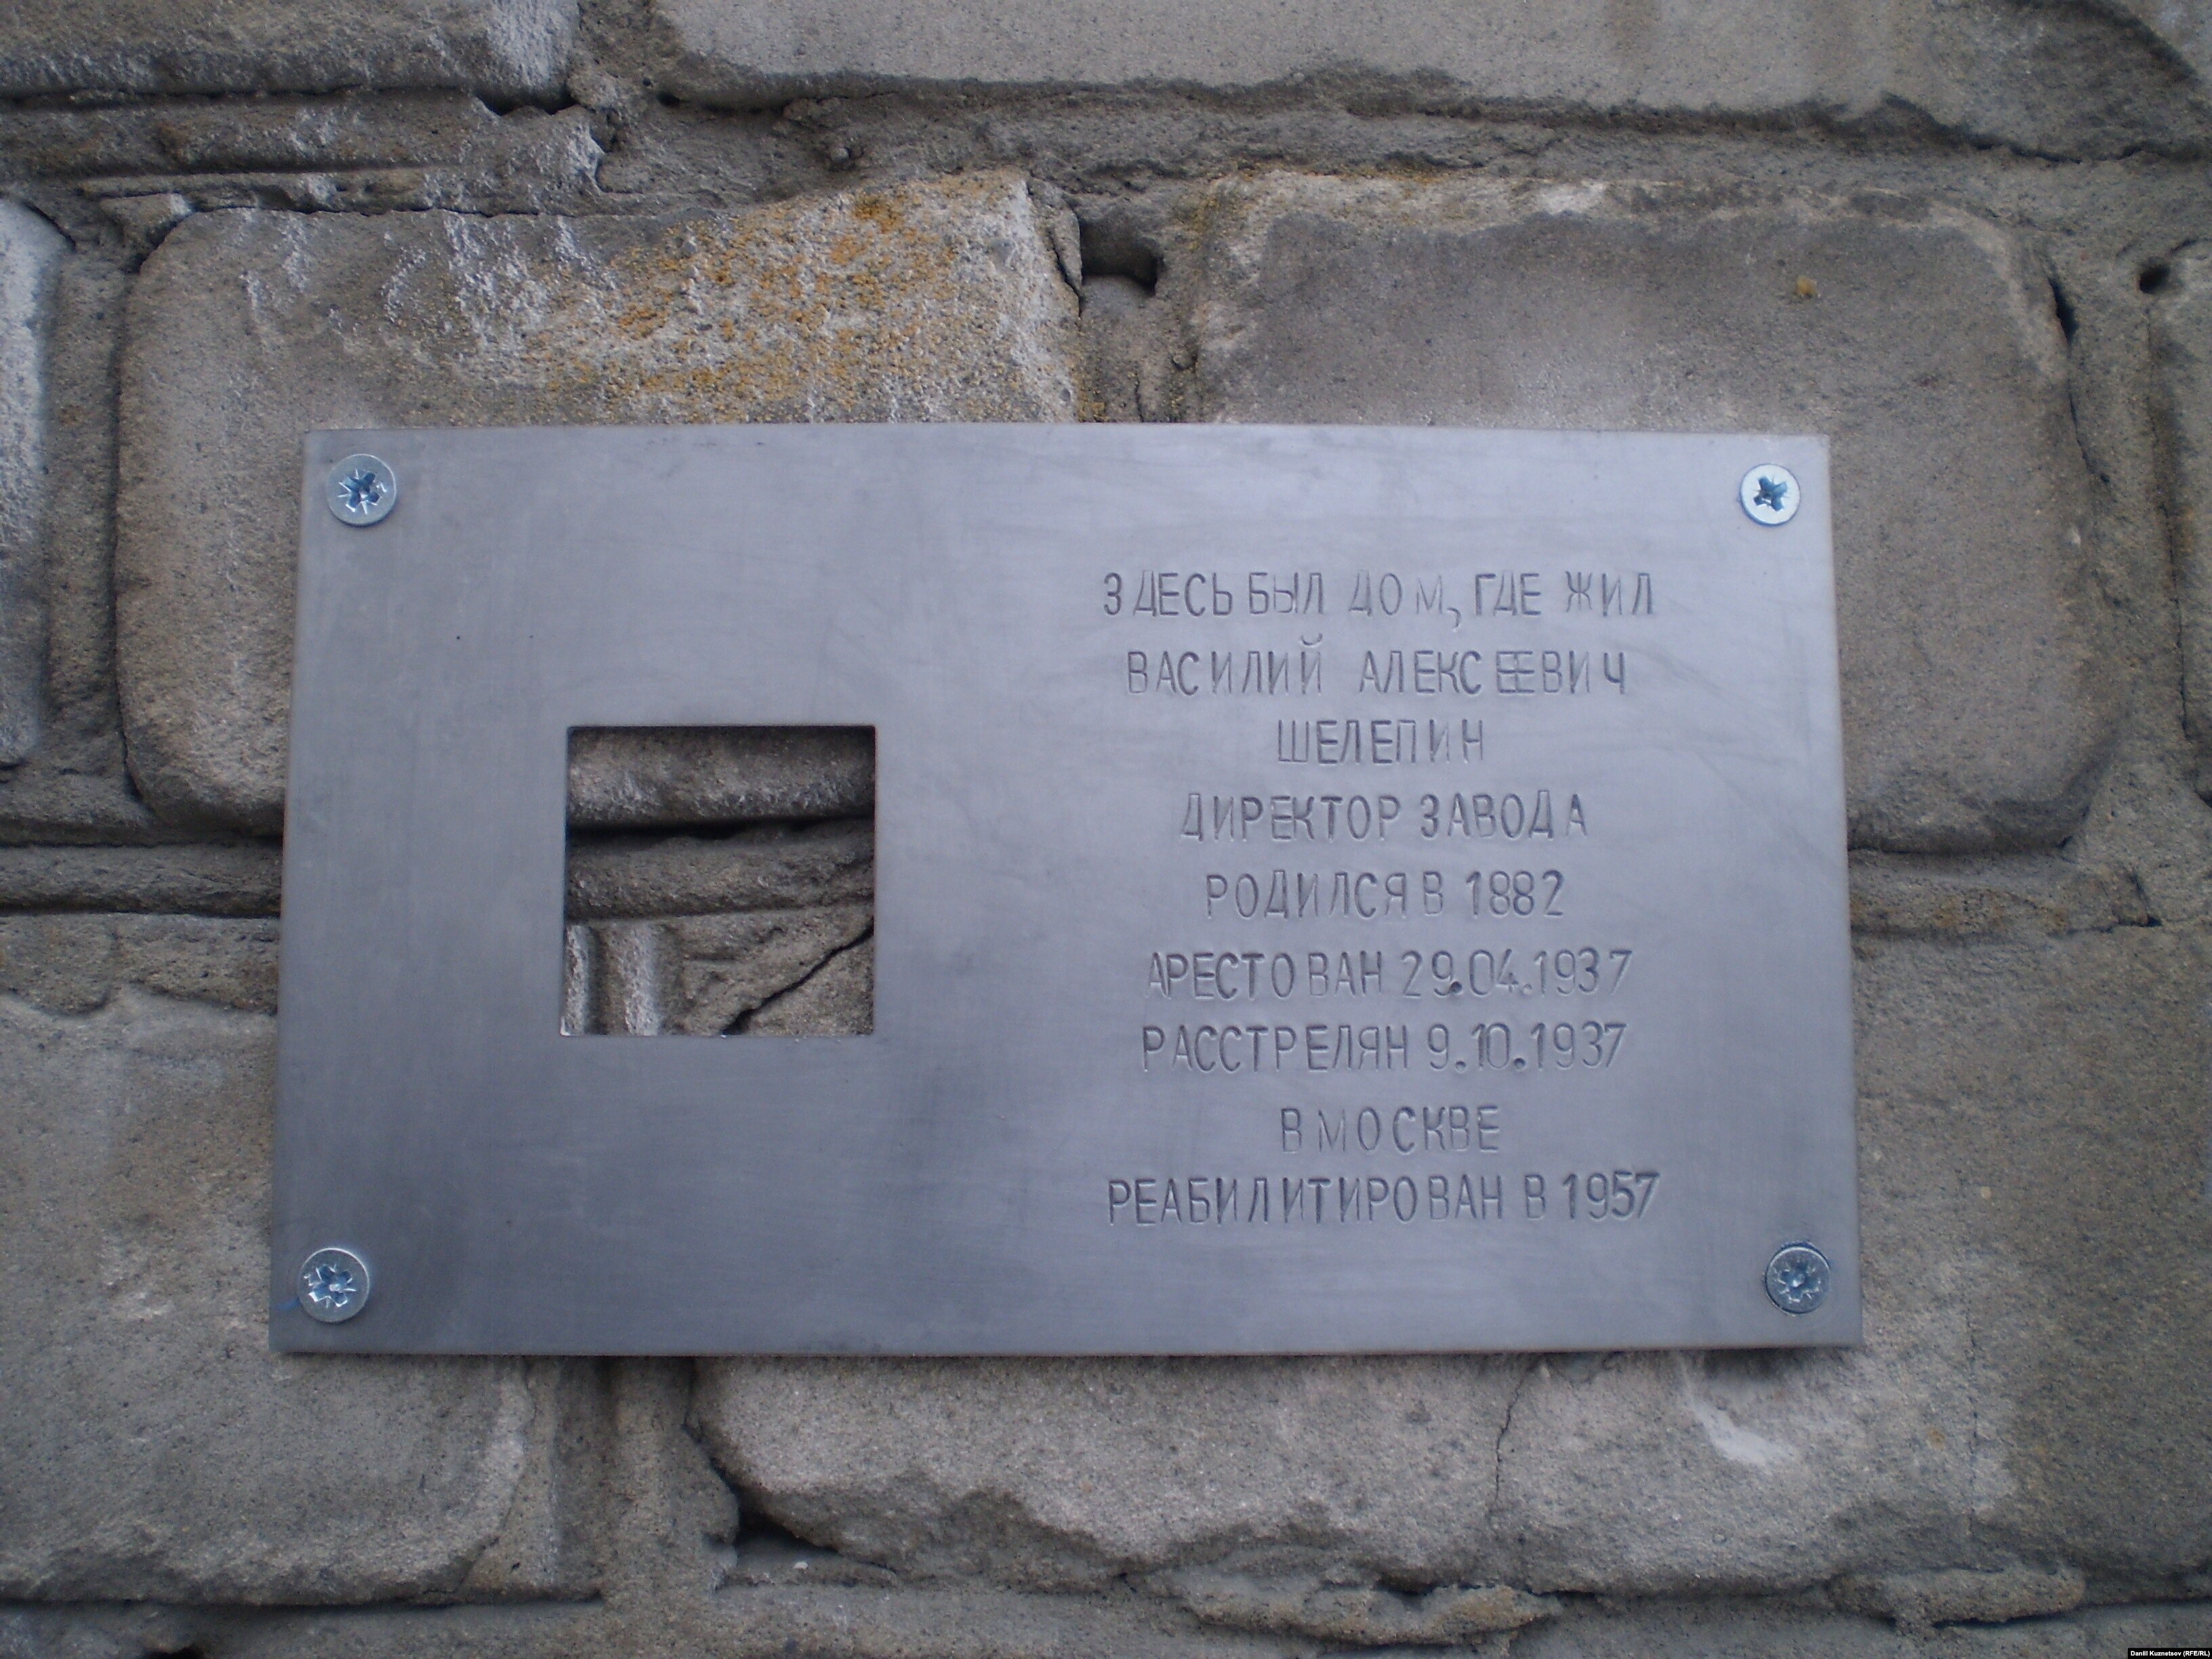 ЗДЕСЬ БЫЛ ДОМ, ГДЕ ЖИЛ
ВАСИЛИЙ АЛЕКСЕЕВИЧ
ШЕЛЕПИН
ДИРЕКТОР ЗАВОДА
РОДИЛСЯ В 1882
АРЕСТОВАН 29.04.1937
РАССТРЕЛЯН 9.10.1937
В МОСКВЕ
РЕАБИЛИТИРОВАН В 1957
Daniil Kuznetsov (RFE/RL)